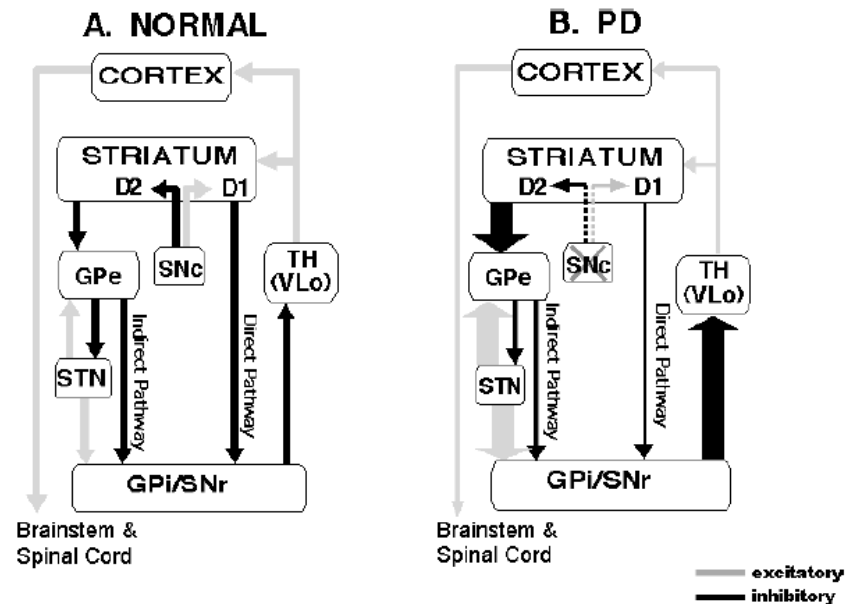 A. NORMAL
CORTEX
STRIATUM
D2
D1
SNc
GPe
TH
(VLo)
STN
Indirect Pathway
Direct Pathway
GPi/SNr
Brainstem &
Spinal Cord
B. PD
CORTEX
STRIATUM
D2
D1
SNc
GPe
TH
(VLo)
STN
Indirect Pathway
Direct Pathway
GPi/SNr
Brainstem &
Spinal Cord
excitatory
inhibitory